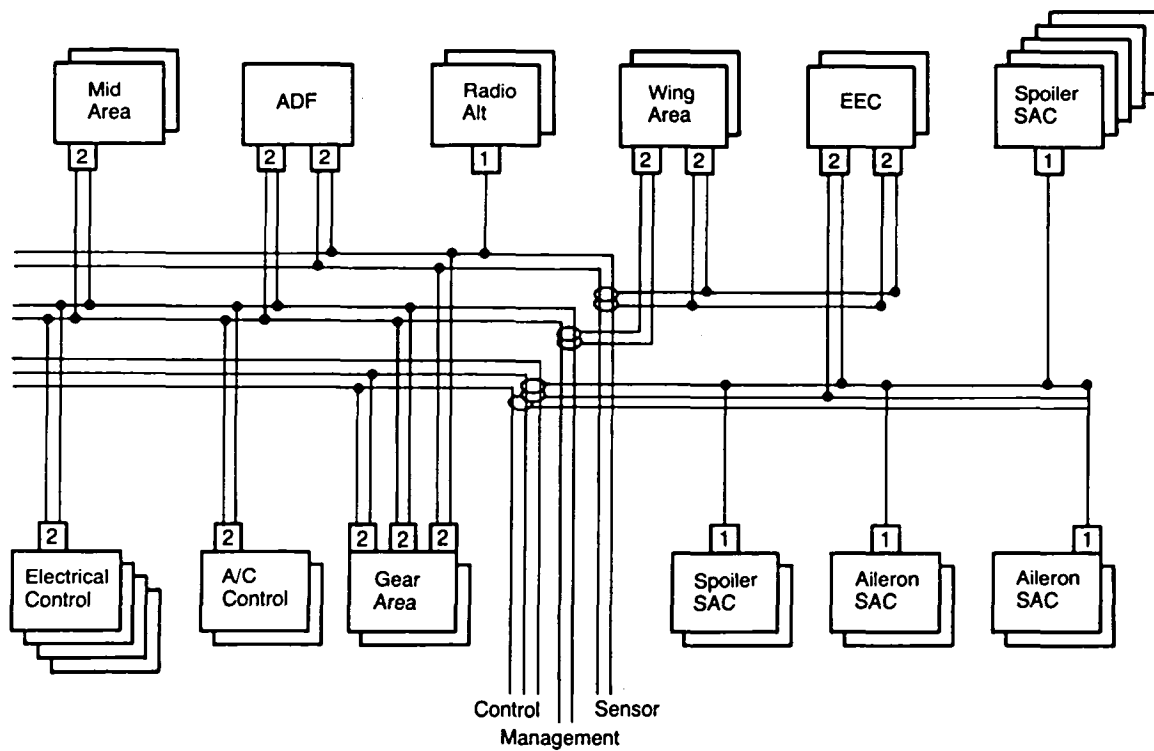 Mid
Area
ADF
Radio
Alt
Wing
Area
EEC
Spoiler
SAC
2
2
2
1
2
2
2
2
1
2
2
2
2
2
1
1
1
Electrical
Control
A/C
Control
Gear
Area
Spoiler
SAC
Aileron
SAC
Aileron
SAC
Control
Sensor
Management